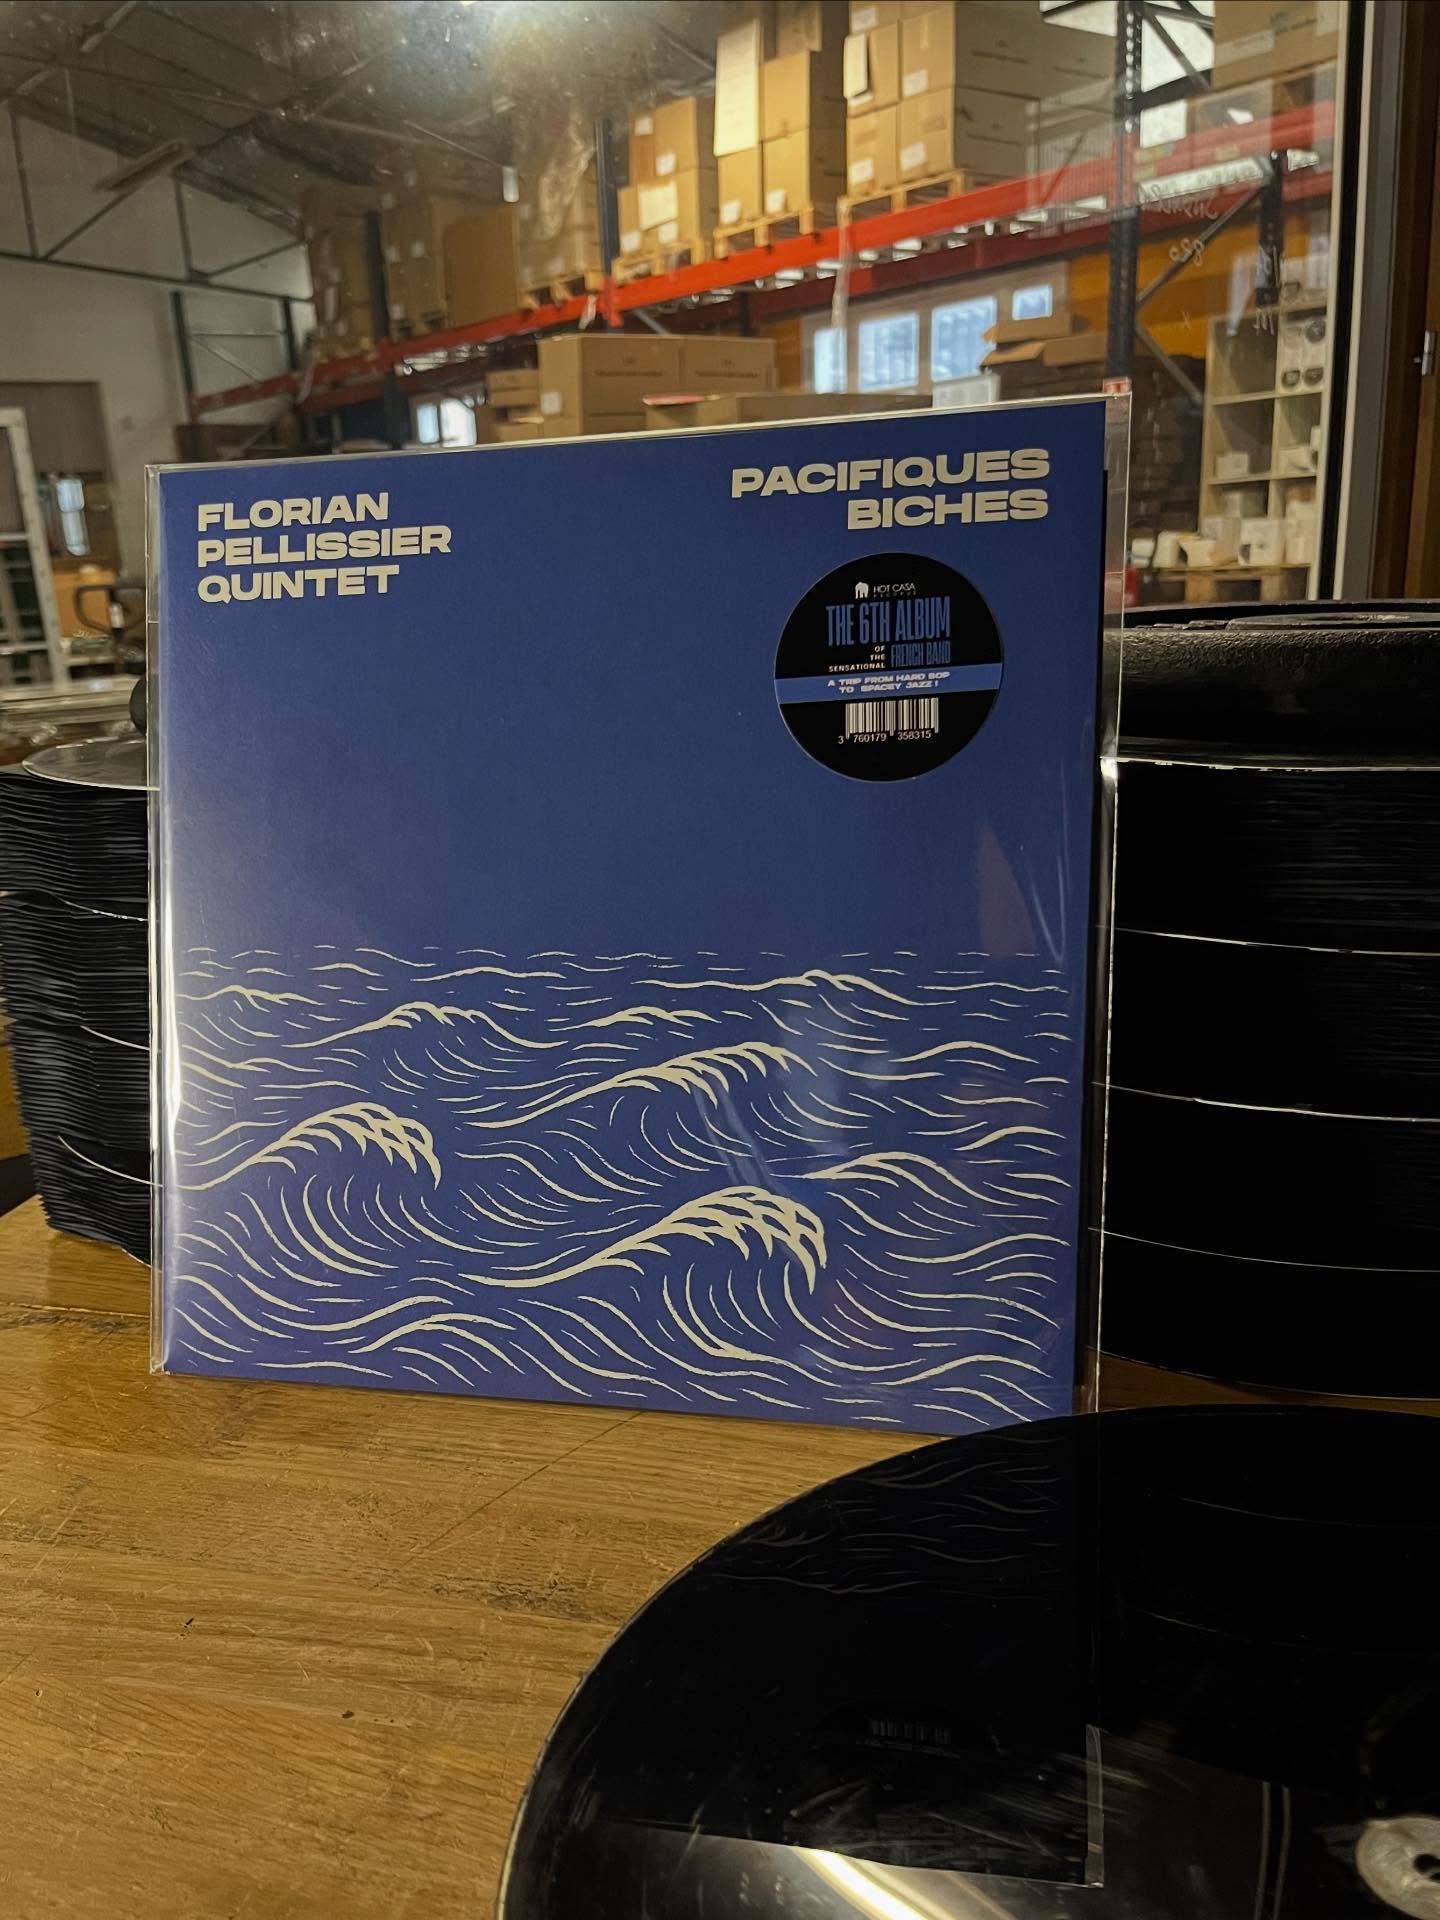 FLORIAN
PELLISSIER
QUINTET
PACIFIQUES
BICHES
HOT CASA
RECORDS
THE 6TH ALBUM
OF
THE
SENSATIONAL
FRENCH BAND
A TRIP FROM HARD BOP
TO SPACEY JAZZ !
3 760179 358315